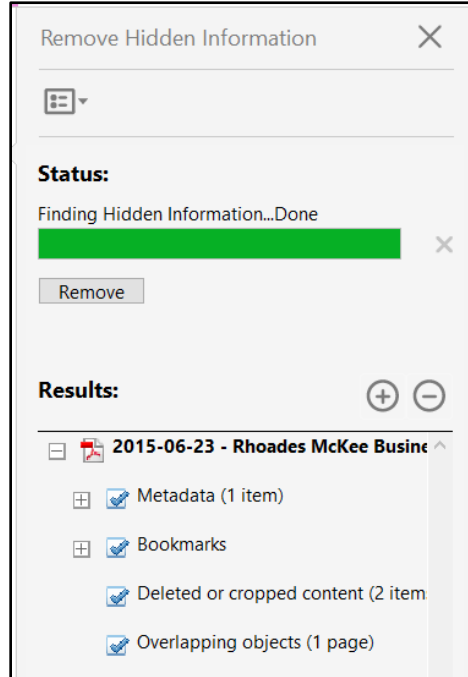 Remove Hidden Information
Status:
Finding Hidden Information...Done
Remove
Results:
2015-06-23 - Rhoades McKee Busine
Metadata (1 item)
Bookmarks
Deleted or cropped content (2 item
Overlapping objects (1 page)